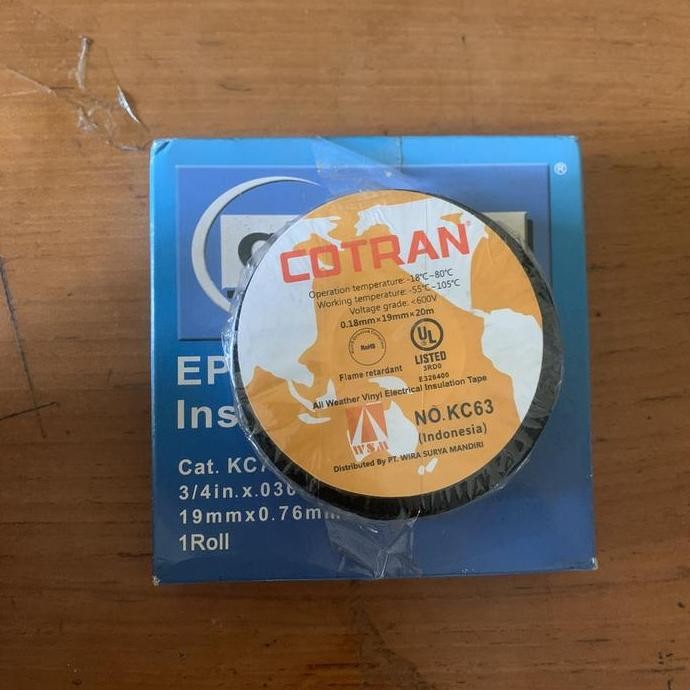 ®
COTRAN®
Operation temperature: -18℃~80℃
Working temperature: -55℃~105℃
Voltage grade: <600V
0.18mm×19mm×20m
RoHS
UL
LISTED
3RD0
E326400
Flame retardant
All Weather Vinyl Electrical Insulation Tape
WSM
NO.KC63
(Indonesia)
Distributed By PT. WIRA SURYA MANDIRI
EP
Ins
Cat. KC
3/4in.x.030
19mmx0.76mm
1Roll